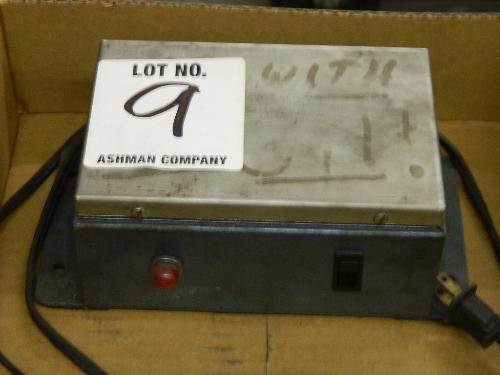 LOT NO.
9
ASHMAN COMPANY
WITH